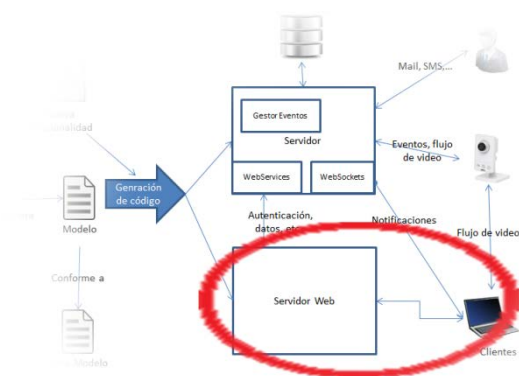 Mail, SMS,...
Gestor Eventos
Servidor
Eventos, flujo
de video
WebServices
WebSockets
Genración
de código
Modelo
Autenticación,
datos, etc
Notificaciones
Flujo de video
Conforme a
Servidor Web
Clientes
Modelo